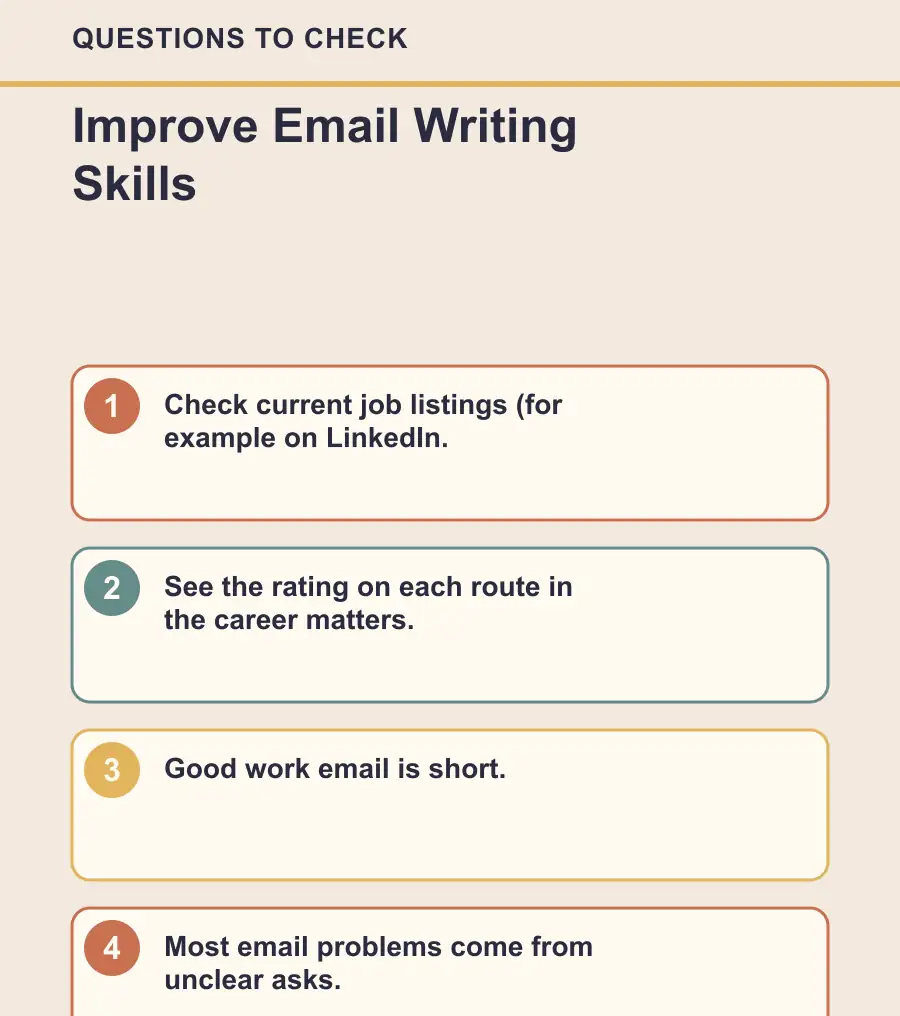 QUESTIONS TO CHECK
Improve Email Writing
Skills
1
Check current job listings (for
example on LinkedIn.
2
See the rating on each route in
the career matters.
3
Good work email is short.
4
Most email problems come from
unclear asks.